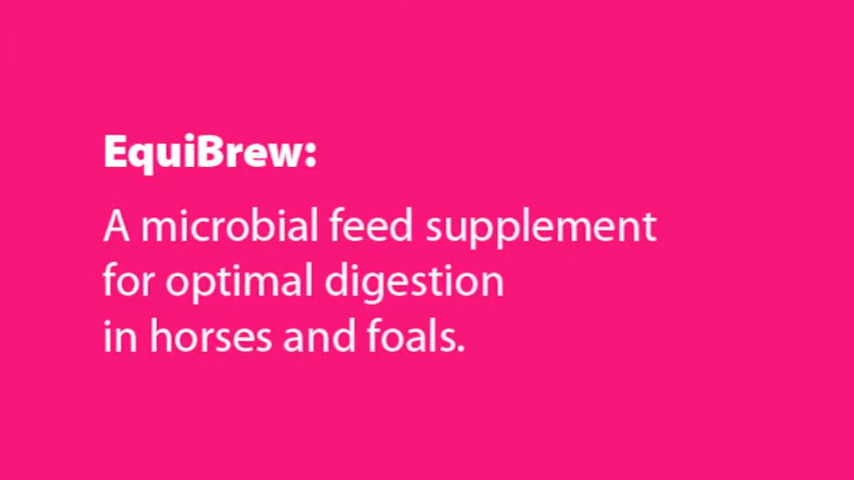 EquiBrew:
A microbial feed supplement
for optimal digestion
in horses and foals.